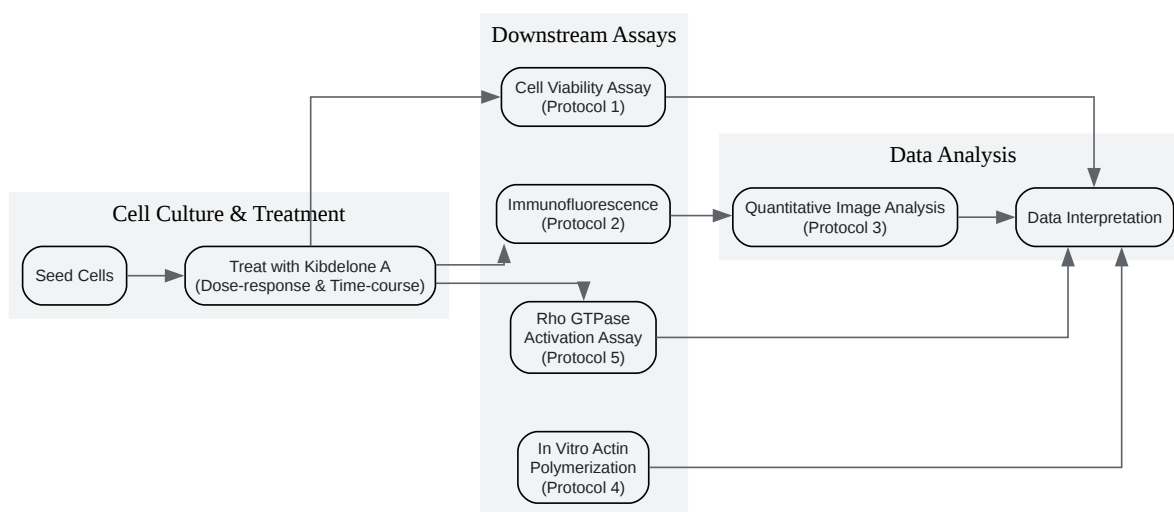 Downstream Assays
Cell Viability Assay
(Protocol 1)
Data Analysis
Cell Culture & Treatment
Immunofluorescence
(Protocol 2)
Quantitative Image Analysis
(Protocol 3)
Data Interpretation
Seed Cells
Treat with Kibdelone A
(Dose-response & Time-course)
Rho GTPase
Activation Assay
(Protocol 5)
In Vitro Actin
Polymerization
(Protocol 4)